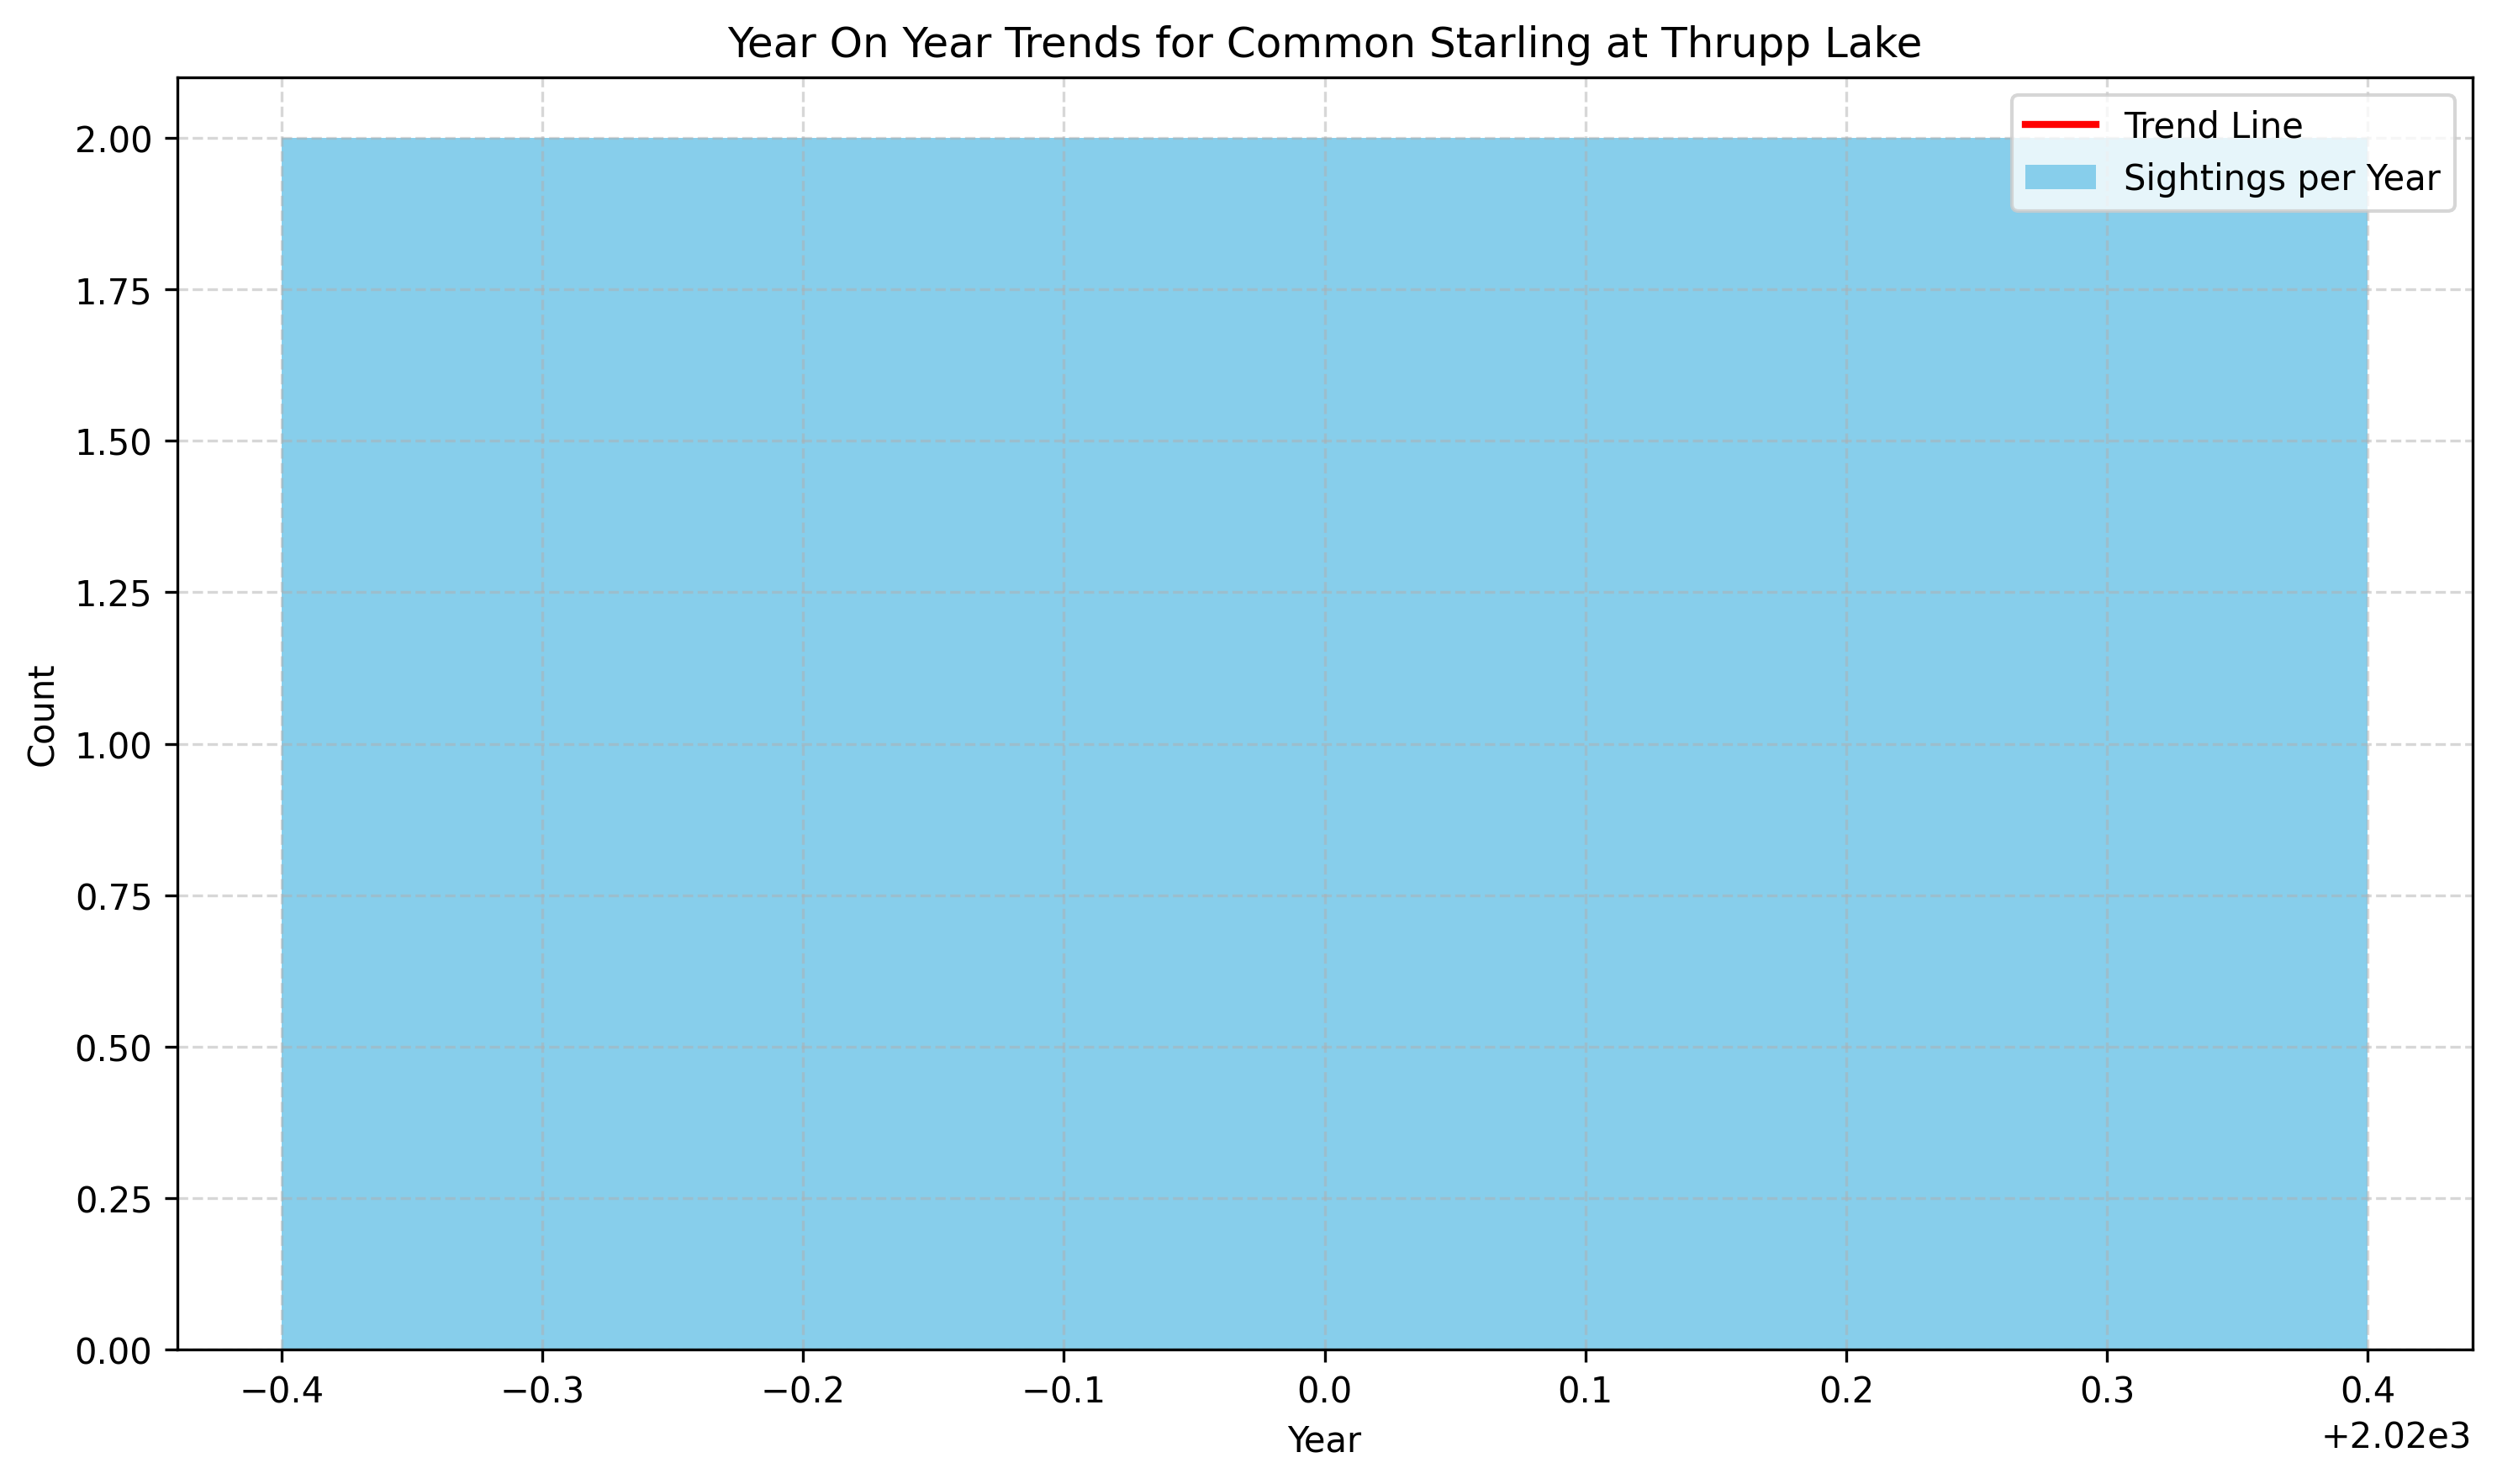 Year On Year Trends for Common Starling at Thrupp Lake
Trend Line
Sightings per Year
Count
2.00
1.75
1.50
1.25
1.00
0.75
0.50
0.25
0.00
−0.4 −0.3 −0.2 −0.1 0.0 0.1 0.2 0.3 0.4
+2.02e3
Year